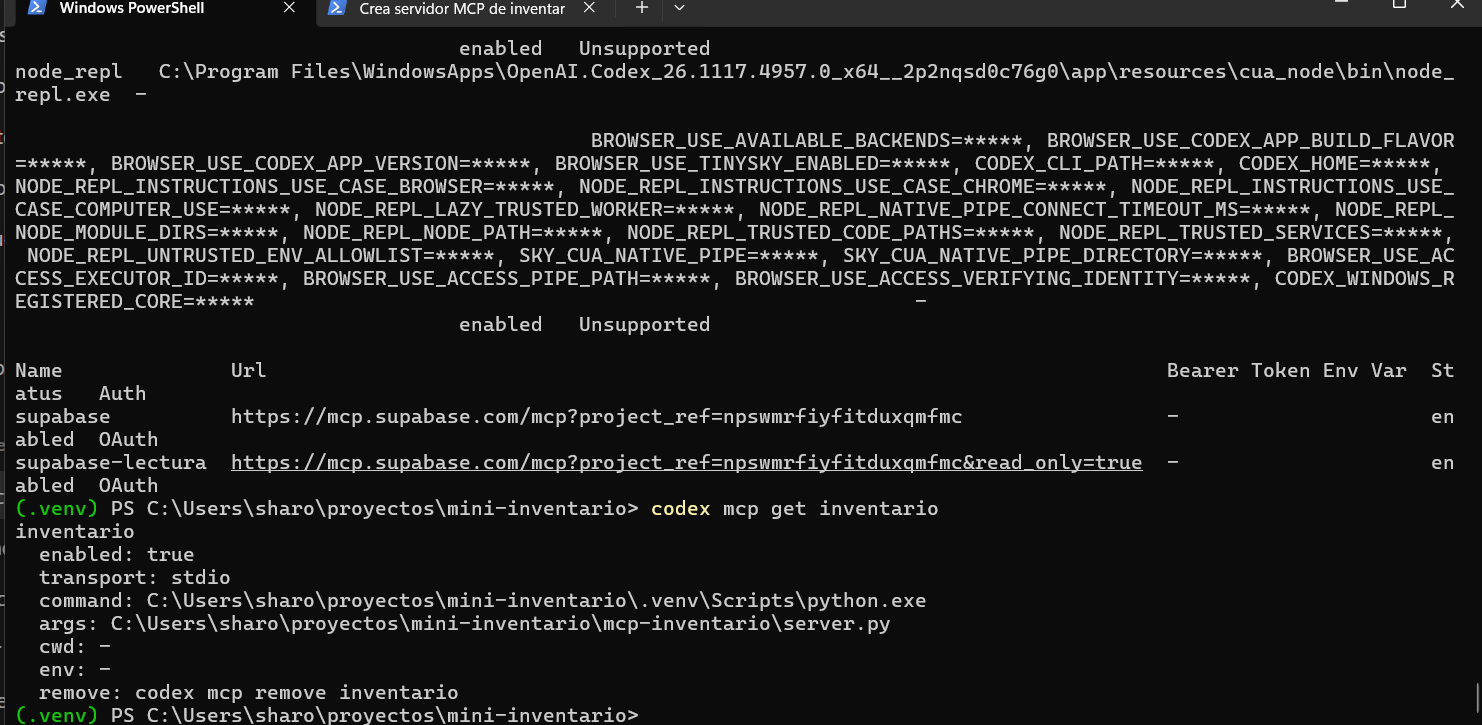 Windows PowerShell
Crea servidor MCP de inventar
enabled   Unsupported
node_repl   C:\Program Files\WindowsApps\OpenAI.Codex_26.1117.4957.0_x64__2p2nqsd0c76g0\app\resources\cua_node\bin\node_
repl.exe  -
BROWSER_USE_AVAILABLE_BACKENDS=*****, BROWSER_USE_CODEX_APP_BUILD_FLAVOR
=*****, BROWSER_USE_CODEX_APP_VERSION=*****, BROWSER_USE_TINYSKY_ENABLED=*****, CODEX_CLI_PATH=*****, CODEX_HOME=*****,
NODE_REPL_INSTRUCTIONS_USE_CASE_BROWSER=*****, NODE_REPL_INSTRUCTIONS_USE_CASE_CHROME=*****, NODE_REPL_INSTRUCTIONS_USE_
CASE_COMPUTER_USE=*****, NODE_REPL_LAZY_TRUSTED_WORKER=*****, NODE_REPL_NATIVE_PIPE_CONNECT_TIMEOUT_MS=*****, NODE_REPL_
NODE_MODULE_DIRS=*****, NODE_REPL_NODE_PATH=*****, NODE_REPL_TRUSTED_CODE_PATHS=*****, NODE_REPL_TRUSTED_SERVICES=*****,
NODE_REPL_UNTRUSTED_ENV_ALLOWLIST=*****, SKY_CUA_NATIVE_PIPE=*****, SKY_CUA_NATIVE_PIPE_DIRECTORY=*****, BROWSER_USE_AC
CESS_EXECUTOR_ID=*****, BROWSER_USE_ACCESS_PIPE_PATH=*****, BROWSER_USE_ACCESS_VERIFYING_IDENTITY=*****, CODEX_WINDOWS_R
EGISTERED_CORE=*****   -
enabled   Unsupported
Name   Url   Bearer Token Env Var  St
atus   Auth
supabase   https://mcp.supabase.com/mcp?project_ref=npswmrfiyfitduxqmfmc   -   en
abled  OAuth
supabase-lectura  https://mcp.supabase.com/mcp?project_ref=npswmrfiyfitduxqmfmc&read_only=true  -   en
abled  OAuth
(.venv) PS C:\Users\sharo\proyectos\mini-inventario> codex mcp get inventario
inventario
enabled: true
transport: stdio
command: C:\Users\sharo\proyectos\mini-inventario\.venv\Scripts\python.exe
args: C:\Users\sharo\proyectos\mini-inventario\mcp-inventario\server.py
cwd: -
env: -
remove: codex mcp remove inventario
(.venv) PS C:\Users\sharo\proyectos\mini-inventario>